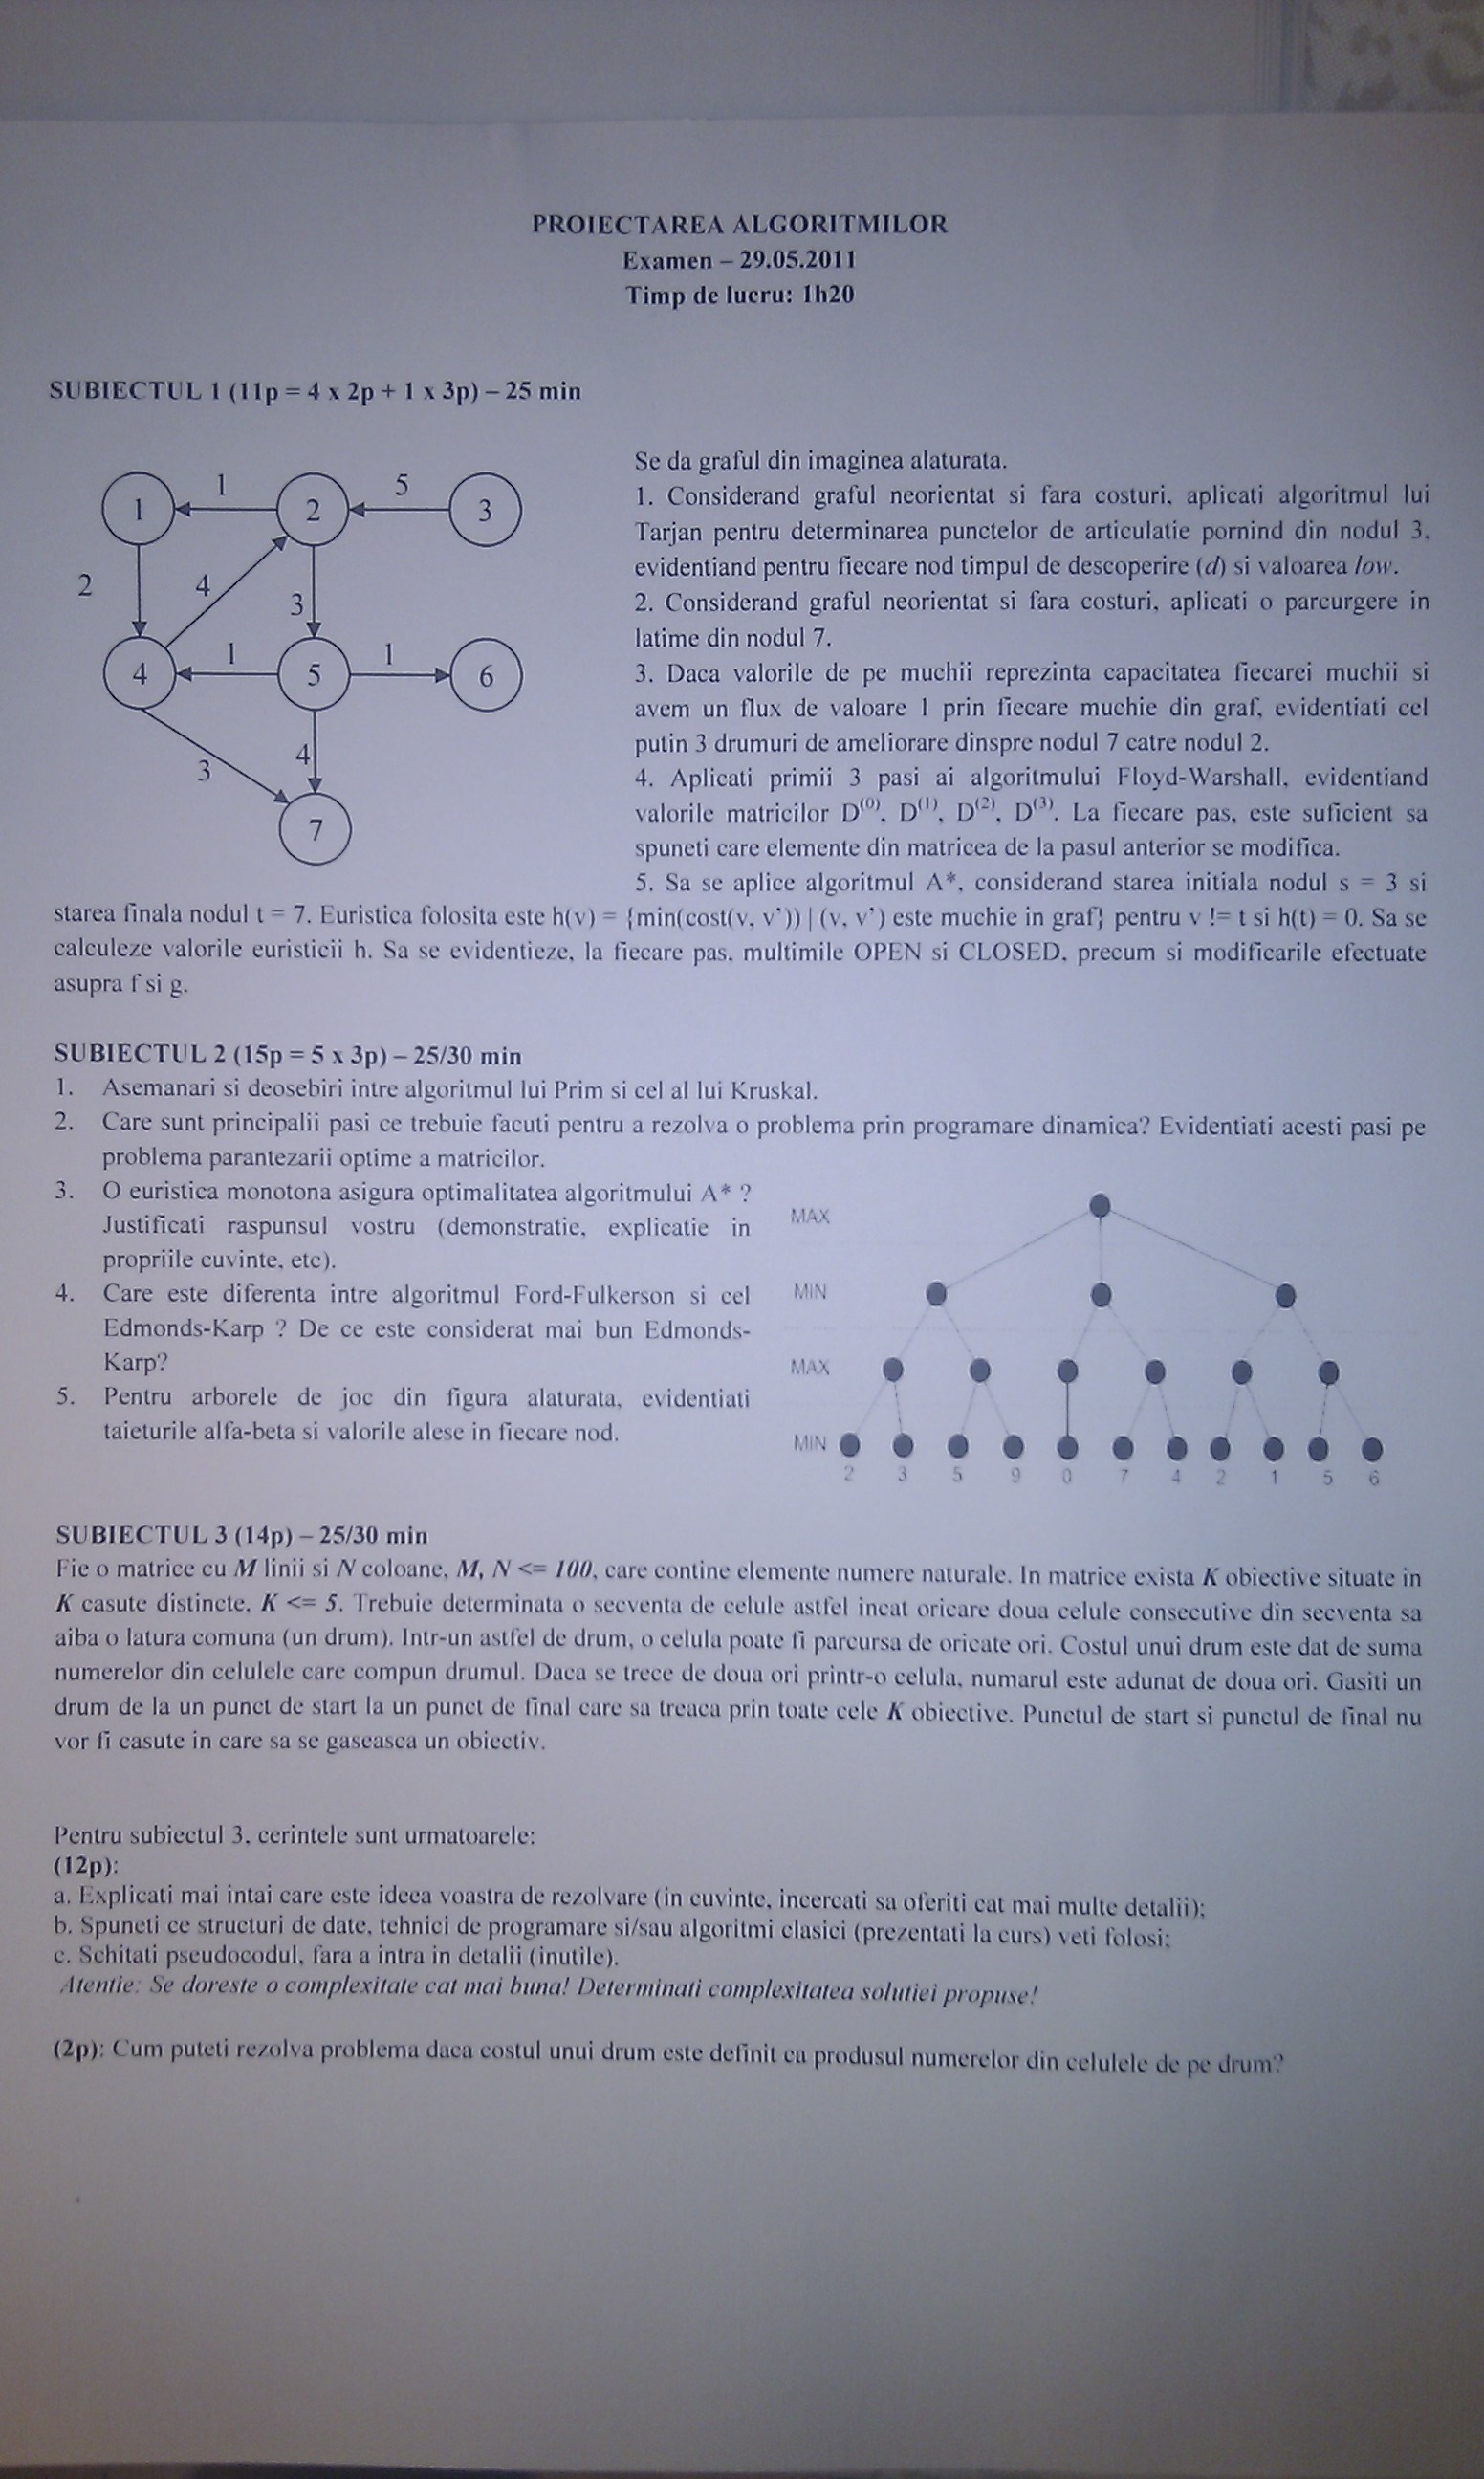 PROIECTAREA ALGORITMILOR
Examen – 29.05.2011
Timp de lucru: 1h20
SUBIECTUL 1 (11p = 4 x 2p + 1 x 3p) – 25 min
1
1
2
5
3
2
4
3
4
1
5
1
6
3
4
7
Se da graful din imaginea alaturata.
1. Considerand graful neorientat si fara costuri, aplicati algoritmul lui
Tarjan pentru determinarea punctelor de articulatie pornind din nodul 3,
evidentiand pentru fiecare nod timpul de descoperire (d) si valoarea low.
2. Considerand graful neorientat si fara costuri, aplicati o parcurgere in
latime din nodul 7.
3. Daca valorile de pe muchii reprezinta capacitatea fiecarei muchii si
avem un flux de valoare 1 prin fiecare muchie din graf, evidentiati cel
putin 3 drumuri de ameliorare dinspre nodul 7 catre nodul 2.
4. Aplicati primii 3 pasi ai algoritmului Floyd-Warshall, evidentiand
valorile matricilor D(0), D(1), D(2), D(3). La fiecare pas, este suficient sa
spuneti care elemente din matricea de la pasul anterior se modifica.
5. Sa se aplice algoritmul A*, considerand starea initiala nodul s = 3 si
starea finala nodul t = 7. Euristica folosita este h(v) = {min(cost(v, v')) | (v, v') este muchie in graf} pentru v != t si h(t) = 0. Sa se
calculeze valorile euristicii h. Sa se evidentieze, la fiecare pas, multimile OPEN si CLOSED, precum si modificarile efectuate
asupra f si g.
SUBIECTUL 2 (15p = 5 x 3p) – 25/30 min
1. Asemanari si deosebiri intre algoritmul lui Prim si cel al lui Kruskal.
2. Care sunt principalii pasi ce trebuie facuti pentru a rezolva o problema prin programare dinamica? Evidentiati acesti pasi pe
problema parantezarii optime a matricilor.
3. O euristica monotona asigura optimalitatea algoritmului A* ?
Justificati raspunsul vostru (demonstratie, explicatie in
propriile cuvinte, etc).
4. Care este diferenta intre algoritmul Ford-Fulkerson si cel
Edmonds-Karp ? De ce este considerat mai bun Edmonds-
Karp?
5. Pentru arborele de joc din figura alaturata, evidentiati
taieturile alfa-beta si valorile alese in fiecare nod.
MAX
MIN
MAX
MIN
2 3 5 9 0 7 4 2 1 5 6
SUBIECTUL 3 (14p) – 25/30 min
Fie o matrice cu M linii si N coloane, M, N <= 100, care contine elemente numere naturale. In matrice exista K obiective situate in
K casute distincte, K <= 5. Trebuie determinata o secventa de celule astfel incat oricare doua celule consecutive din secventa sa
aiba o latura comuna (un drum). Intr-un astfel de drum, o celula poate fi parcursa de oricate ori. Costul unui drum este dat de suma
numerelor din celulele care compun drumul. Daca se trece de doua ori printr-o celula, numarul este adunat de doua ori. Gasiti un
drum de la un punct de start la un punct de final care sa treaca prin toate cele K obiective. Punctul de start si punctul de final nu
vor fi casute in care sa se gaseasca un obiectiv.
Pentru subiectul 3, cerintele sunt urmatoarele:
(12p):
a. Explicati mai intai care este ideea voastra de rezolvare (in cuvinte, incercati sa oferiti cat mai multe detalii);
b. Spuneti ce structuri de date, tehnici de programare si/sau algoritmi clasici (prezentati la curs) veti folosi;
c. Schitati pseudocodul, fara a intra in detalii (inutile).
Atentie: Se doreste o complexitate cat mai buna! Determinati complexitatea solutiei propuse!
(2p): Cum puteti rezolva problema daca costul unui drum este definit ca produsul numerelor din celulele de pe drum?